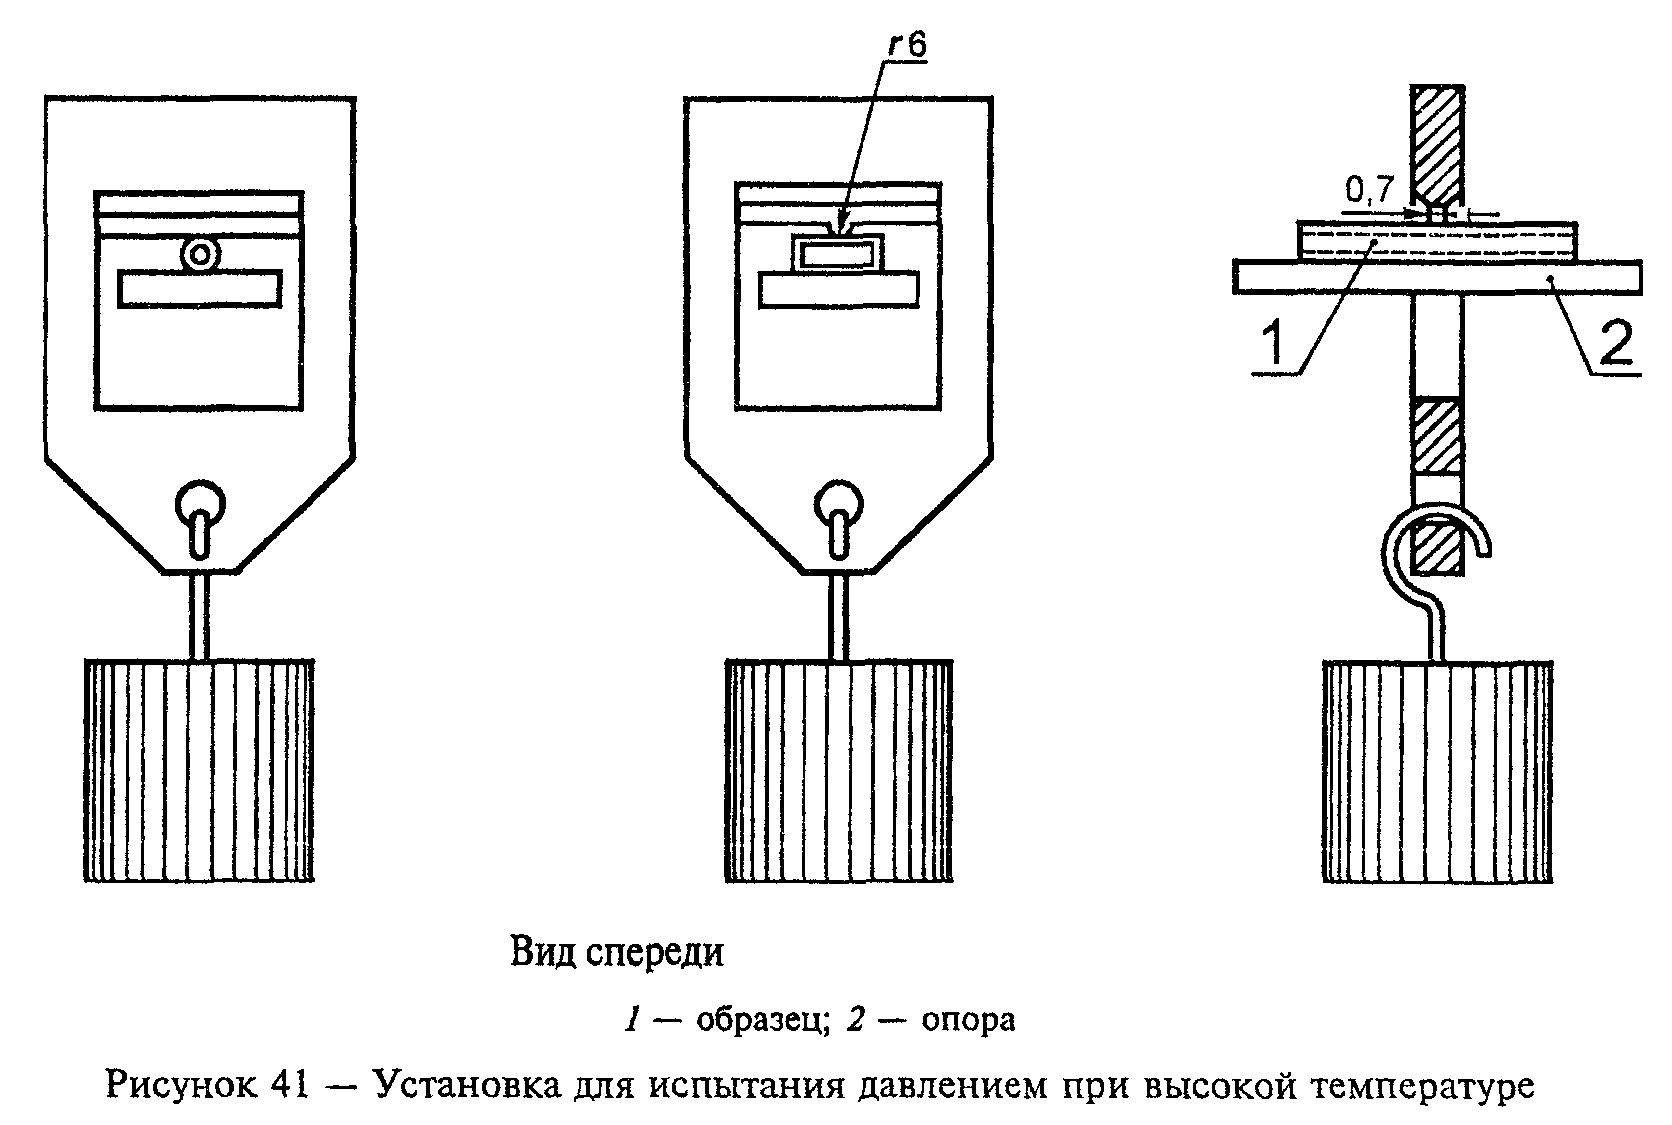 r 6
0,7
1
2
Вид спереди
1 — образец; 2 — опора
Рисунок 41 — Установка для испытания давлением при высокой температуре